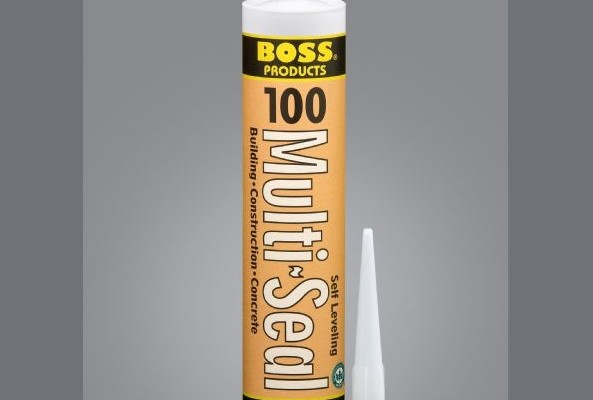 BOSS®
PRODUCTS
100
Multi~Seal
Self Leveling
Building • Construction • Concrete